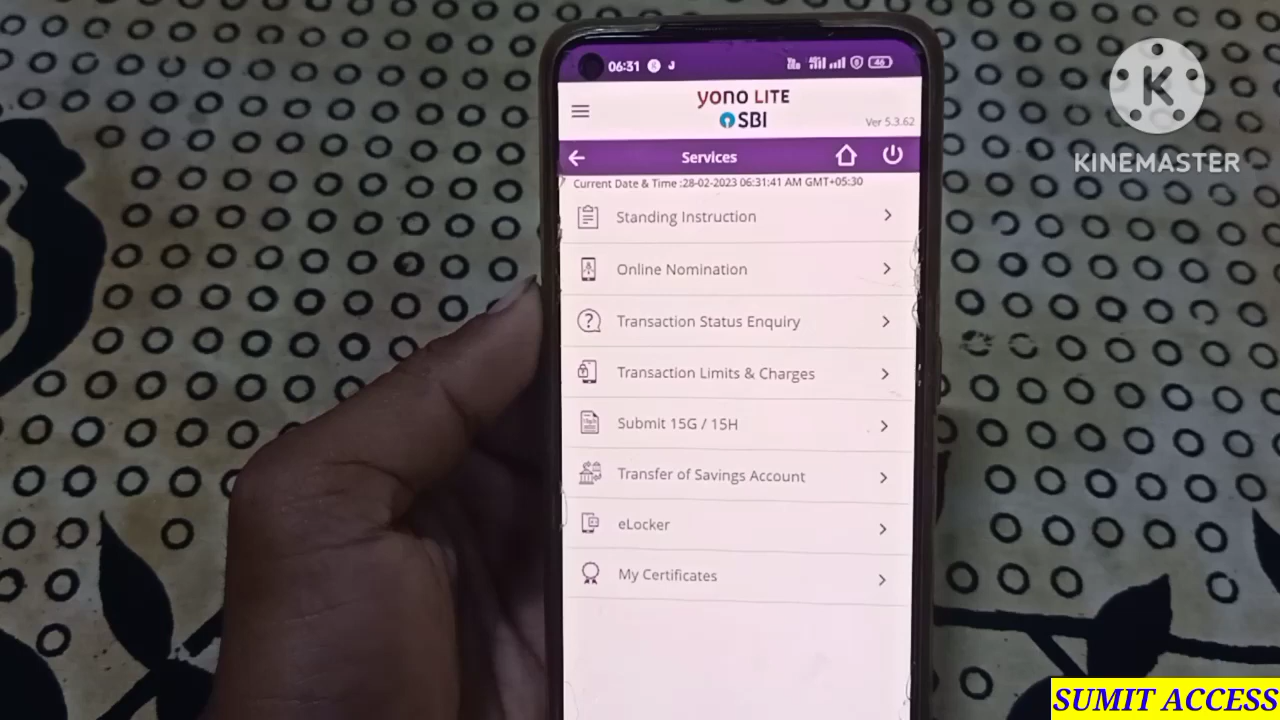 06:31
46
yono LITE
SBI
Ver 5.3.62
Services
Current Date & Time :28-02-2023 06:31:41 AM GMT+05:30
Standing Instruction
Online Nomination
Transaction Status Enquiry
Transaction Limits & Charges
Submit 15G / 15H
Transfer of Savings Account
eLocker
My Certificates
K
KINEMASTER
SUMIT ACCESS